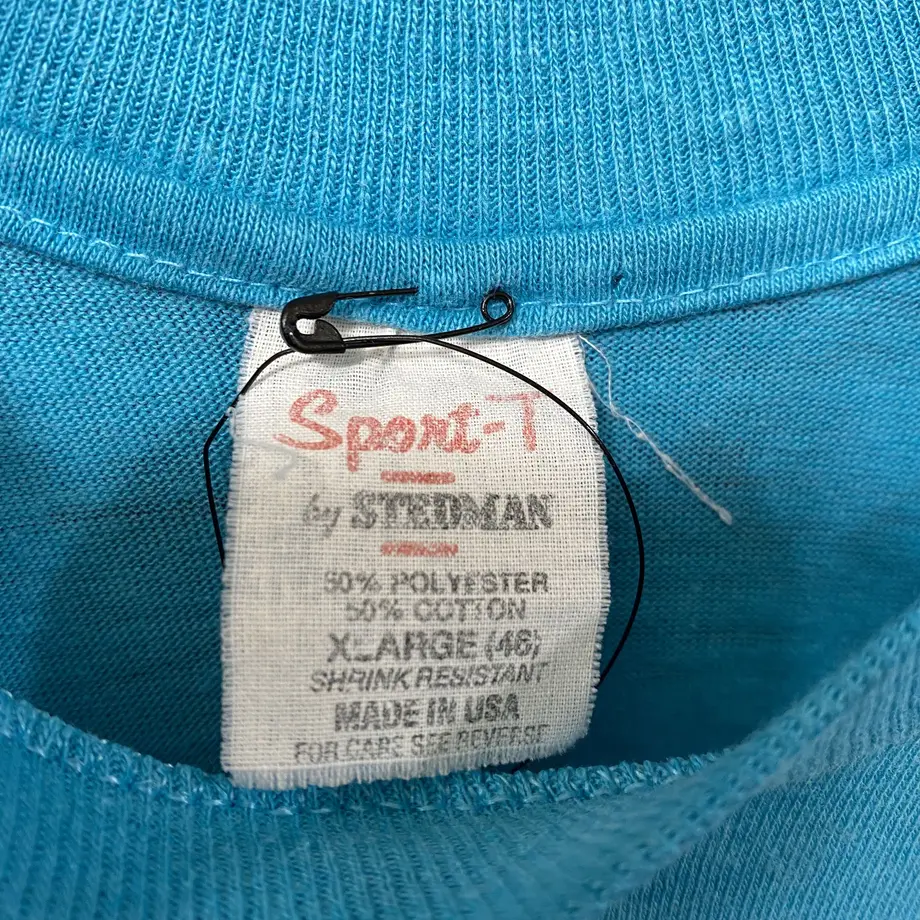 Sport-T
by STEDMAN
50% POLYESTER
50% COTTON
XLARGE (46)
SHRINK RESISTANT
MADE IN USA
FOR CARE SEE REVERSE